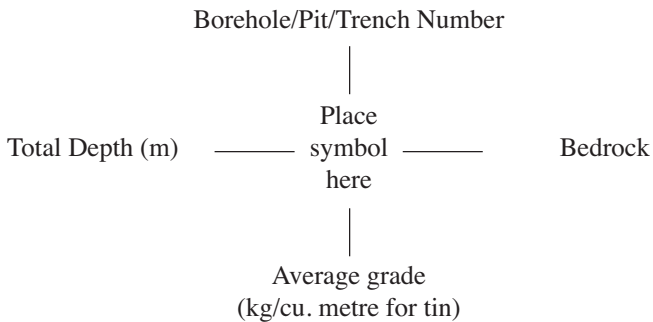 Borehole/Pit/Trench Number
Place
Total Depth (m)
symbol
Bedrock
here
Average grade
(kg/cu. metre for tin)